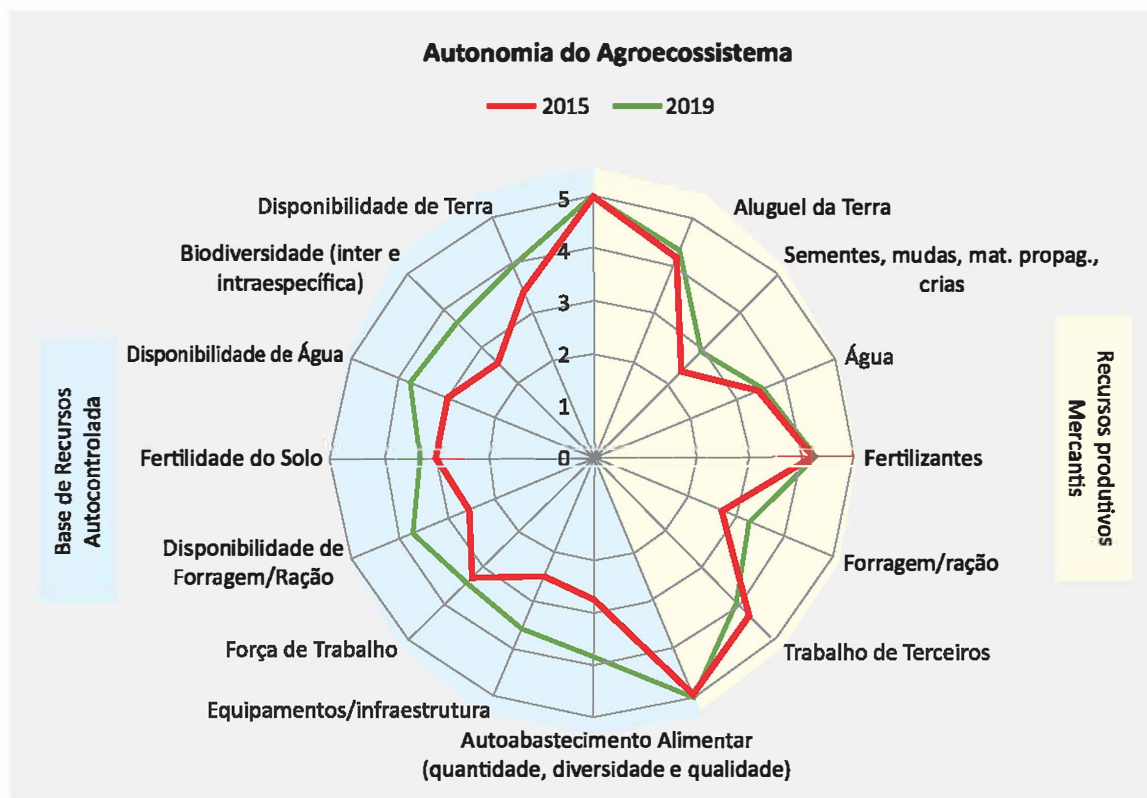 Autonomia do Agroecossistema
2015 2019
Disponibilidade de Terra
Biodiversidade (inter e
intraespecífica)
Disponibilidade de Água
Fertilidade do Solo
Disponibilidade de
Forragem/Ração
Força de Trabalho
Equipamentos/infraestrutura
Autoabastecimento Alimentar
(quantidade, diversidade e qualidade)
5
4
3
2
1
0
Aluguel da Terra
Sementes, mudas, mat. propag.,
crias
Água
Fertilizantes
Forragem/ração
Trabalho de Terceiros
Base de Recursos
Autocontrolada
Recursos produtivos
Mercantis